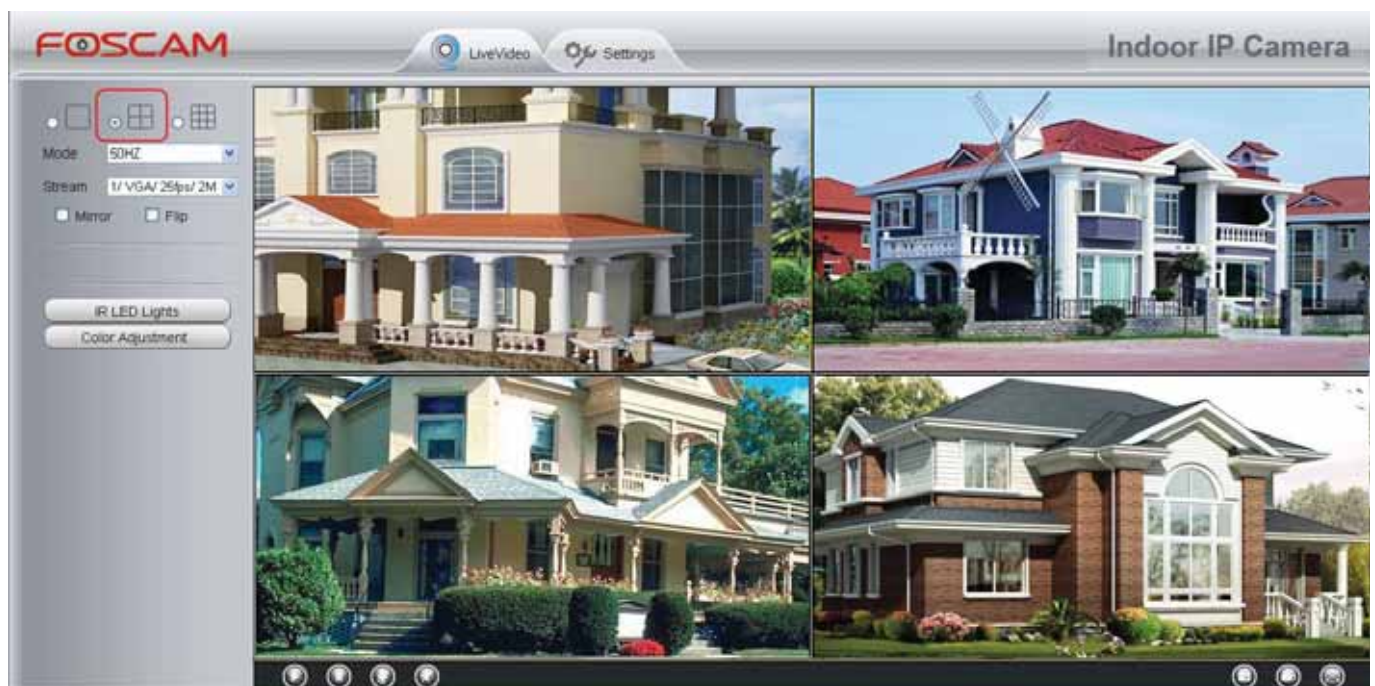 FOSCAM
LiveVideo
Settings
Indoor IP Camera
Mode 50HZ
Stream 1/ VGA/ 25fps/ 2M
Mirror Flip
IR LED Lights
Color Adjustment